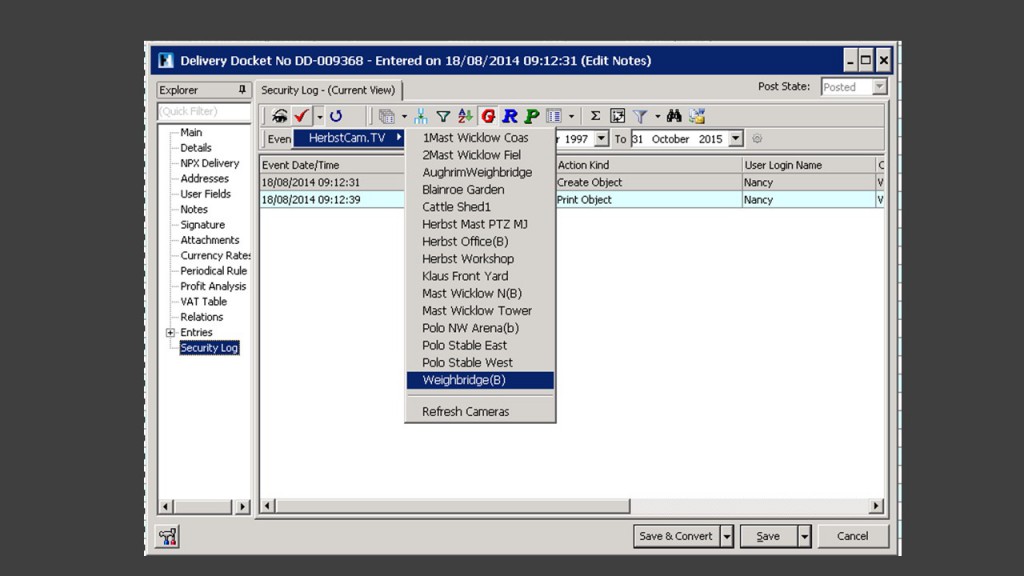 Delivery Docket No DD-009368 - Entered on 18/08/2014 09:12:31 (Edit Notes)
Explorer
Security Log - (Current View)
Post State: Posted
(Quick Filter)
Main
Details
NPX Delivery
Addresses
User Fields
Notes
Signature
Attachments
Currency Rates
Periodical Rule
Profit Analysis
VAT Table
Relations
Entries
Security Log
G R P Σ
Even
HerbstCam.TV
r 1997 To 31 October 2015
Event Date/Time Action Kind User Login Name C
18/08/2014 09:12:31 Create Object Nancy V
18/08/2014 09:12:39 Print Object Nancy V
1Mast Wicklow Coas
2Mast Wicklow Fiel
AughrimWeighbridge
Blainroe Garden
Cattle Shed1
Herbst Mast PTZ MJ
Herbst Office(B)
Herbst Workshop
Klaus Front Yard
Mast Wicklow N(B)
Mast Wicklow Tower
Polo NW Arena(b)
Polo Stable East
Polo Stable West
Weighbridge(B)
Refresh Cameras
Save & Convert
Save
Cancel